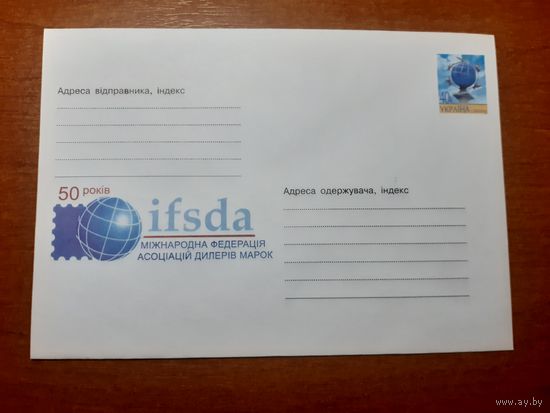 Адреса відправника, індекс
УКРАЇНА
50 років
ifsda
МІЖНАРОДНА ФЕДЕРАЦІЯ
АСОЦІАЦІЙ ДИЛЕРІВ МАРОК
Адреса одержувача, індекс
www.ay.by